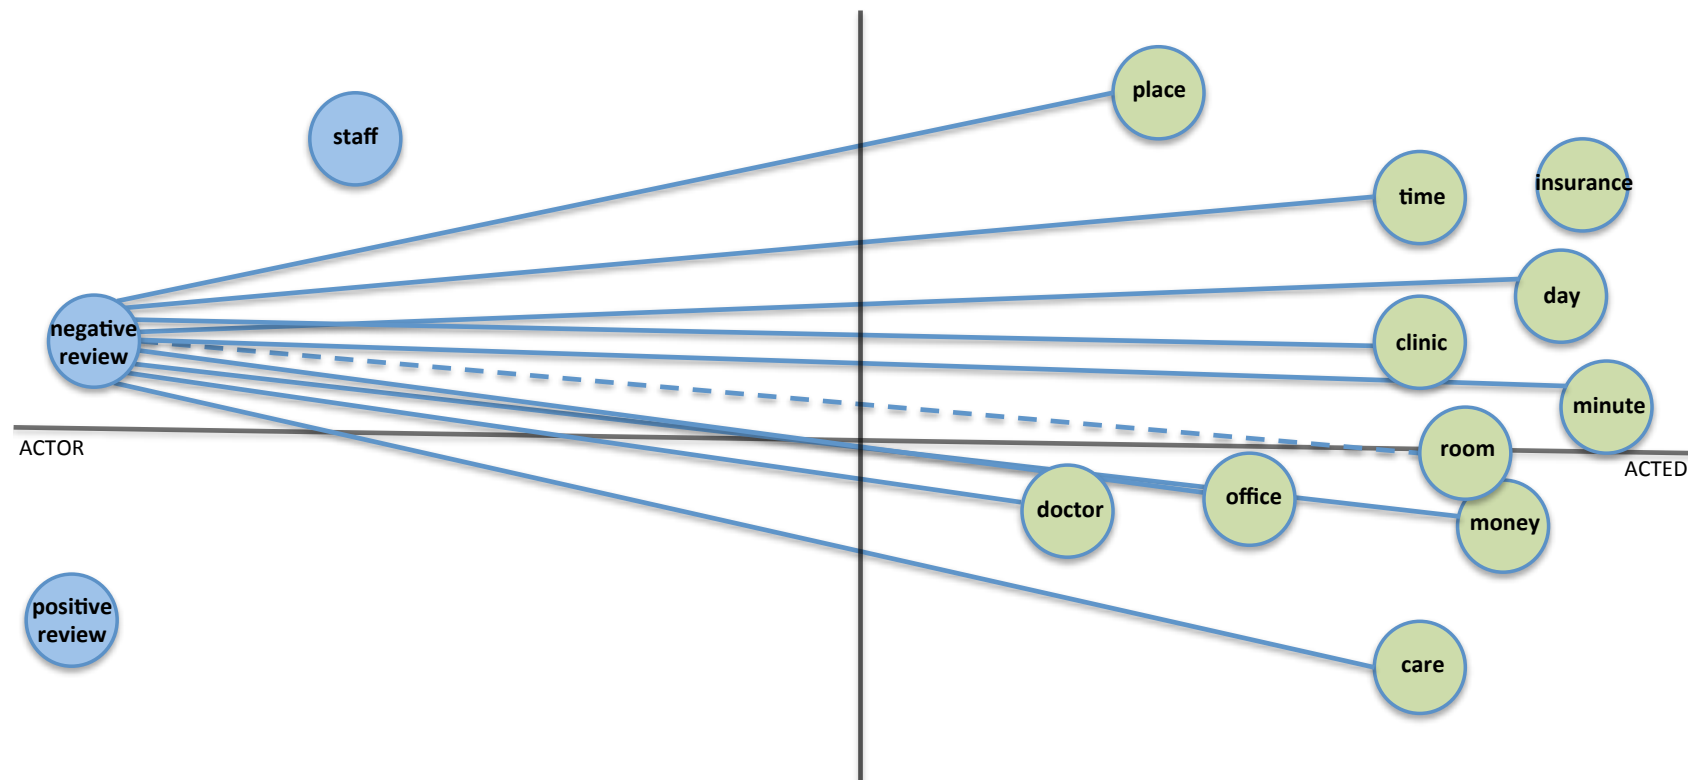 place
staff
insurance
time
day
negative
review
clinic
minute
ACTOR
room
ACTED
office
doctor
money
positive
review
care